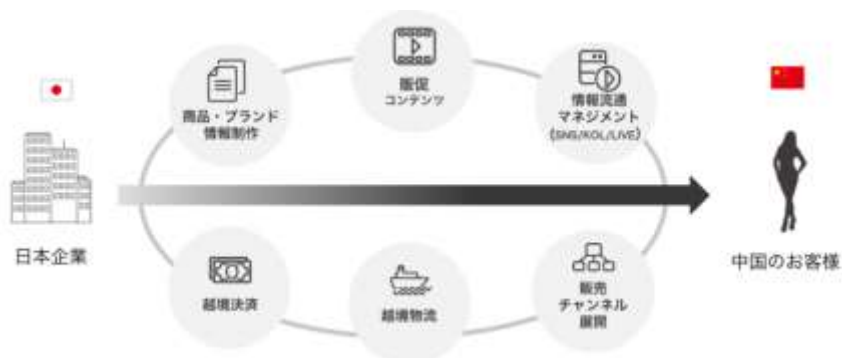 販促
コンテンツ
商品・ブランド
情報制作
情報流通
マネジメント
(SNS/KOL/LIVE)
日本企業
中国のお客様
越境決済
越境物流
販売
チャンネル
展開